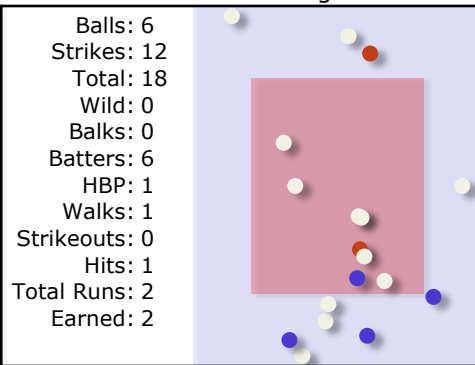 Balls: 6
Strikes: 12
Total: 18
Wild: 0
Balks: 0
Batters: 6
HBP: 1
Walks: 1
Strikeouts: 0
Hits: 1
Total Runs: 2
Earned: 2